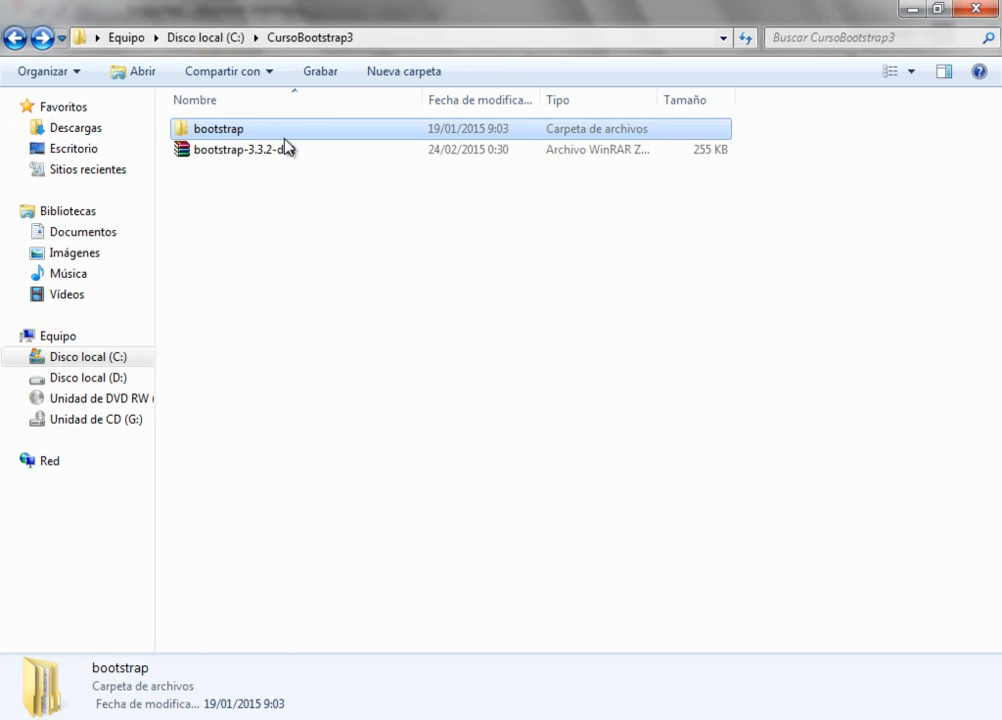 Equipo Disco local (C:) CursoBootstrap3 Buscar CursoBootstrap3
Organizar Abrir Compartir con Grabar Nueva carpeta
Nombre Fecha de modifica... Tipo Tamaño
bootstrap 19/01/2015 9:03 Carpeta de archivos
bootstrap-3.3.2-d 24/02/2015 0:30 Archivo WinRAR Z... 255 KB
Favoritos
Descargas
Escritorio
Sitios recientes
Bibliotecas
Documentos
Imágenes
Música
Vídeos
Equipo
Disco local (C:)
Disco local (D:)
Unidad de DVD RW (
Unidad de CD (G:)
Red
bootstrap
Carpeta de archivos
Fecha de modifica... 19/01/2015 9:03